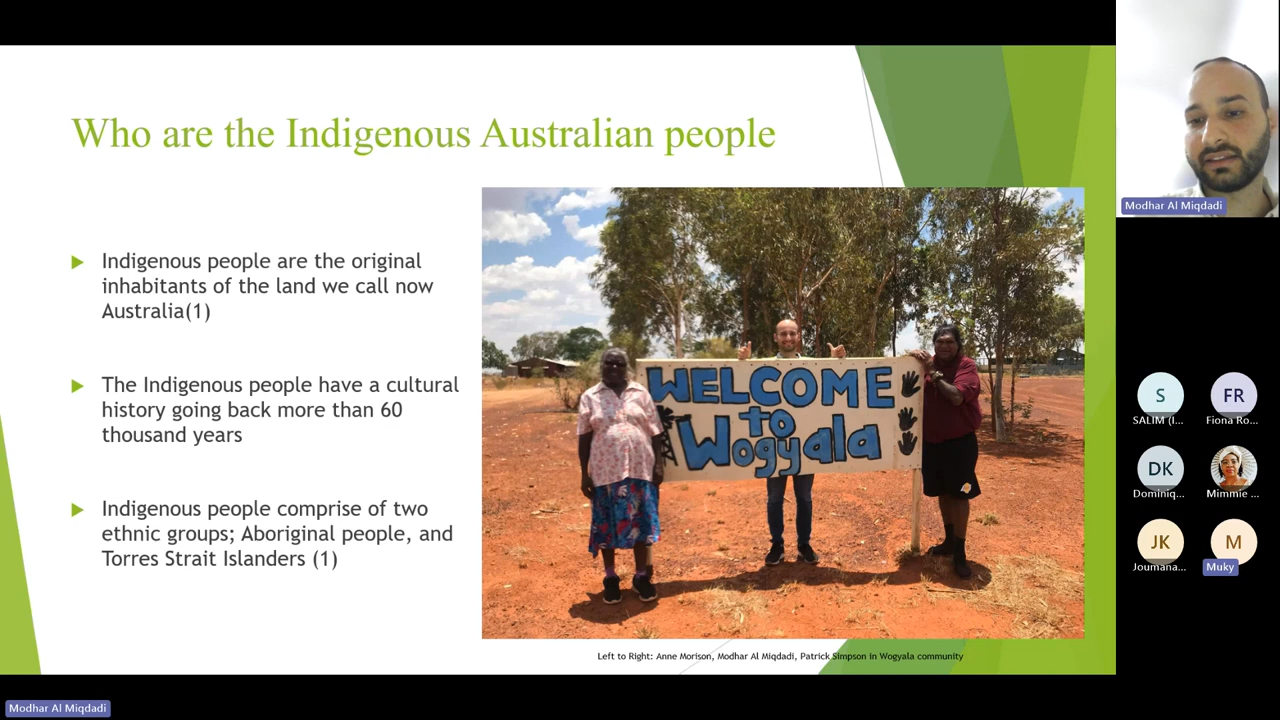 Who are the Indigenous Australian people
Indigenous people are the original
inhabitants of the land we call now
Australia(1)
The Indigenous people have a cultural
history going back more than 60
thousand years
Indigenous people comprise of two
ethnic groups; Aboriginal people, and
Torres Strait Islanders (1)
WELCOME
to
Wogyala
Left to Right: Anne Morison, Modhar Al Miqdadi, Patrick Simpson in Wogyala community
Modhar Al Miqdadi
S
SALIM (I...
FR
Fiona Ro...
DK
Dominiq...
Mimmie ...
JK
Joumana...
M
Muky
Modhar Al Miqdadi